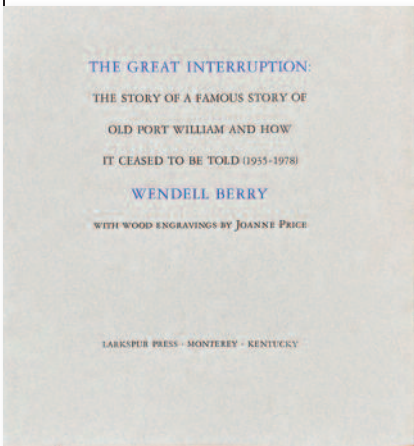 THE GREAT INTERRUPTION:
THE STORY OF A FAMOUS STORY OF
OLD PORT WILLIAM AND HOW
IT CEASED TO BE TOLD (1935-1978)
WENDELL BERRY
WITH WOOD ENGRAVINGS BY JOANNE PRICE
LARKSPUR PRESS · MONTEREY · KENTUCKY